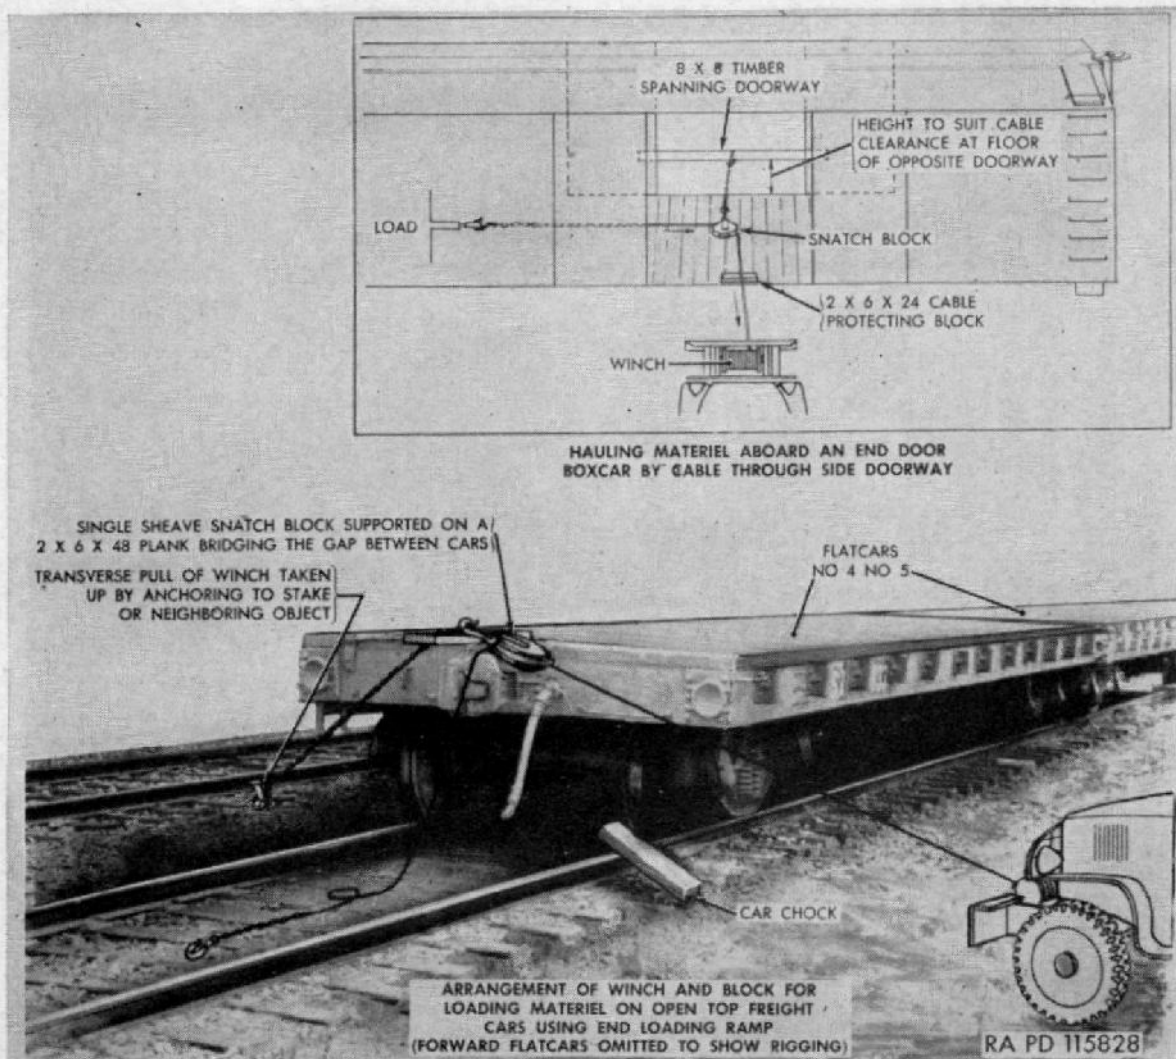 8 X 8 TIMBER
SPANNING DOORWAY
HEIGHT TO SUIT CABLE
CLEARANCE AT FLOOR
OF OPPOSITE DOORWAY
LOAD
SNATCH BLOCK
2 X 6 X 24 CABLE
PROTECTING BLOCK
WINCH
HAULING MATERIEL ABOARD AN END DOOR
BOXCAR BY CABLE THROUGH SIDE DOORWAY
SINGLE SHEAVE SNATCH BLOCK SUPPORTED ON A
2 X 6 X 48 PLANK BRIDGING THE GAP BETWEEN CARS
TRANSVERSE PULL OF WINCH TAKEN
UP BY ANCHORING TO STAKE
OR NEIGHBORING OBJECT
FLATCARS
NO 4 NO 5
CAR CHOCK
ARRANGEMENT OF WINCH AND BLOCK FOR
LOADING MATERIEL ON OPEN TOP FREIGHT
CARS USING END LOADING RAMP
(FORWARD FLATCARS OMITTED TO SHOW RIGGING)
RA PD 115828